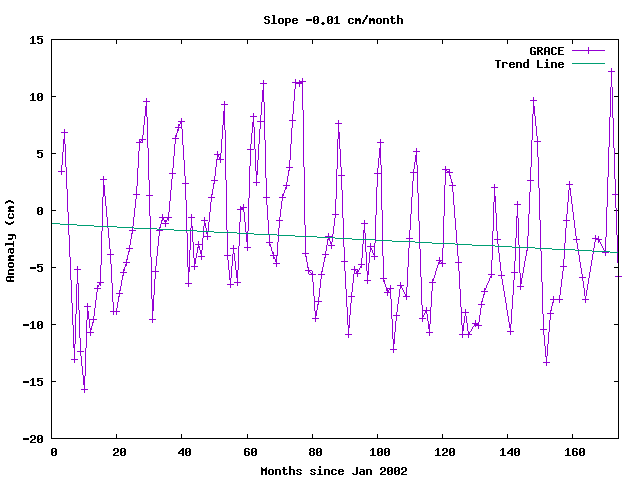 Slope -0.01 cm/month
GRACE
Trend Line
15
10
5
0
-5
-10
-15
-20
Anomaly (cm)
0 20 40 60 80 100 120 140 160
Months since Jan 2002